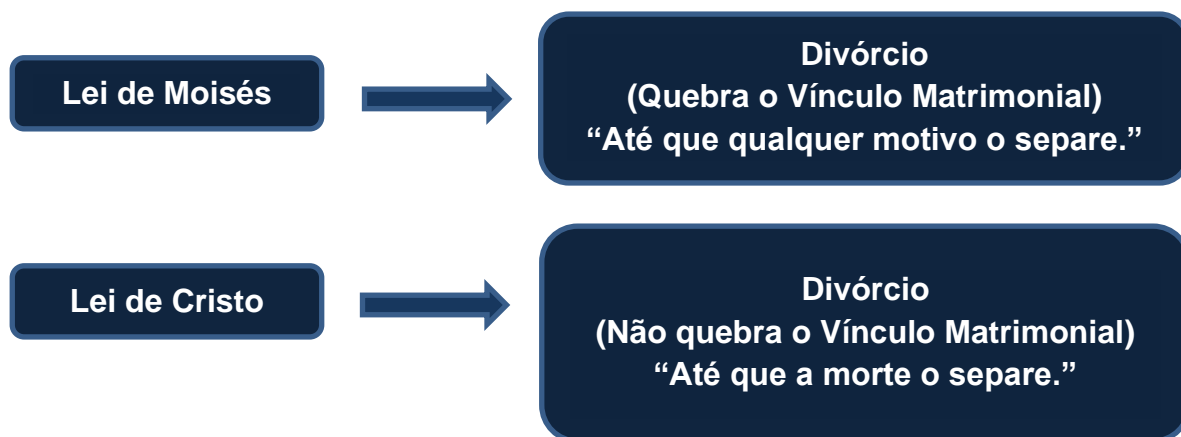 Lei de Moisés
Divórcio
(Quebra o Vínculo Matrimonial)
“Até que qualquer motivo o separe.”
Lei de Cristo
Divórcio
(Não quebra o Vínculo Matrimonial)
“Até que a morte o separe.”